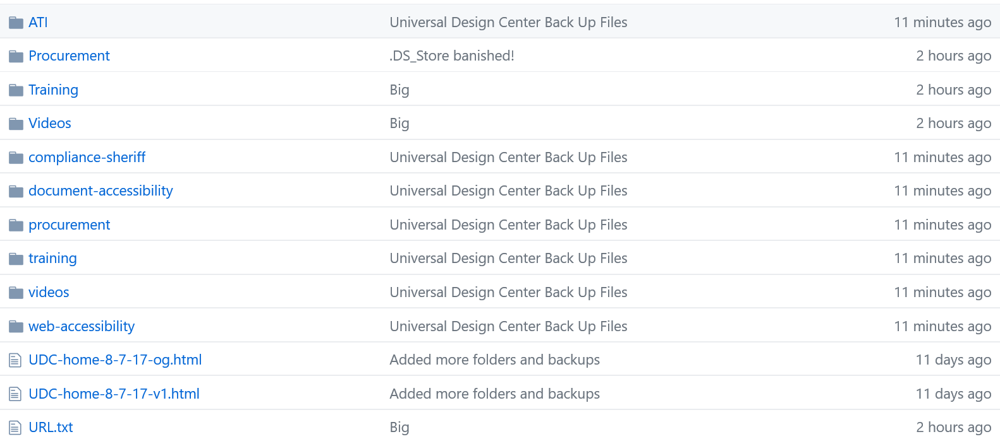 ATI Universal Design Center Back Up Files 11 minutes ago
Procurement .DS_Store banished! 2 hours ago
Training Big 2 hours ago
Videos Big 2 hours ago
compliance-sheriff Universal Design Center Back Up Files 11 minutes ago
document-accessibility Universal Design Center Back Up Files 11 minutes ago
procurement Universal Design Center Back Up Files 11 minutes ago
training Universal Design Center Back Up Files 11 minutes ago
videos Universal Design Center Back Up Files 11 minutes ago
web-accessibility Universal Design Center Back Up Files 11 minutes ago
UDC-home-8-7-17-og.html Added more folders and backups 11 days ago
UDC-home-8-7-17-v1.html Added more folders and backups 11 days ago
URL.txt Big 2 hours ago